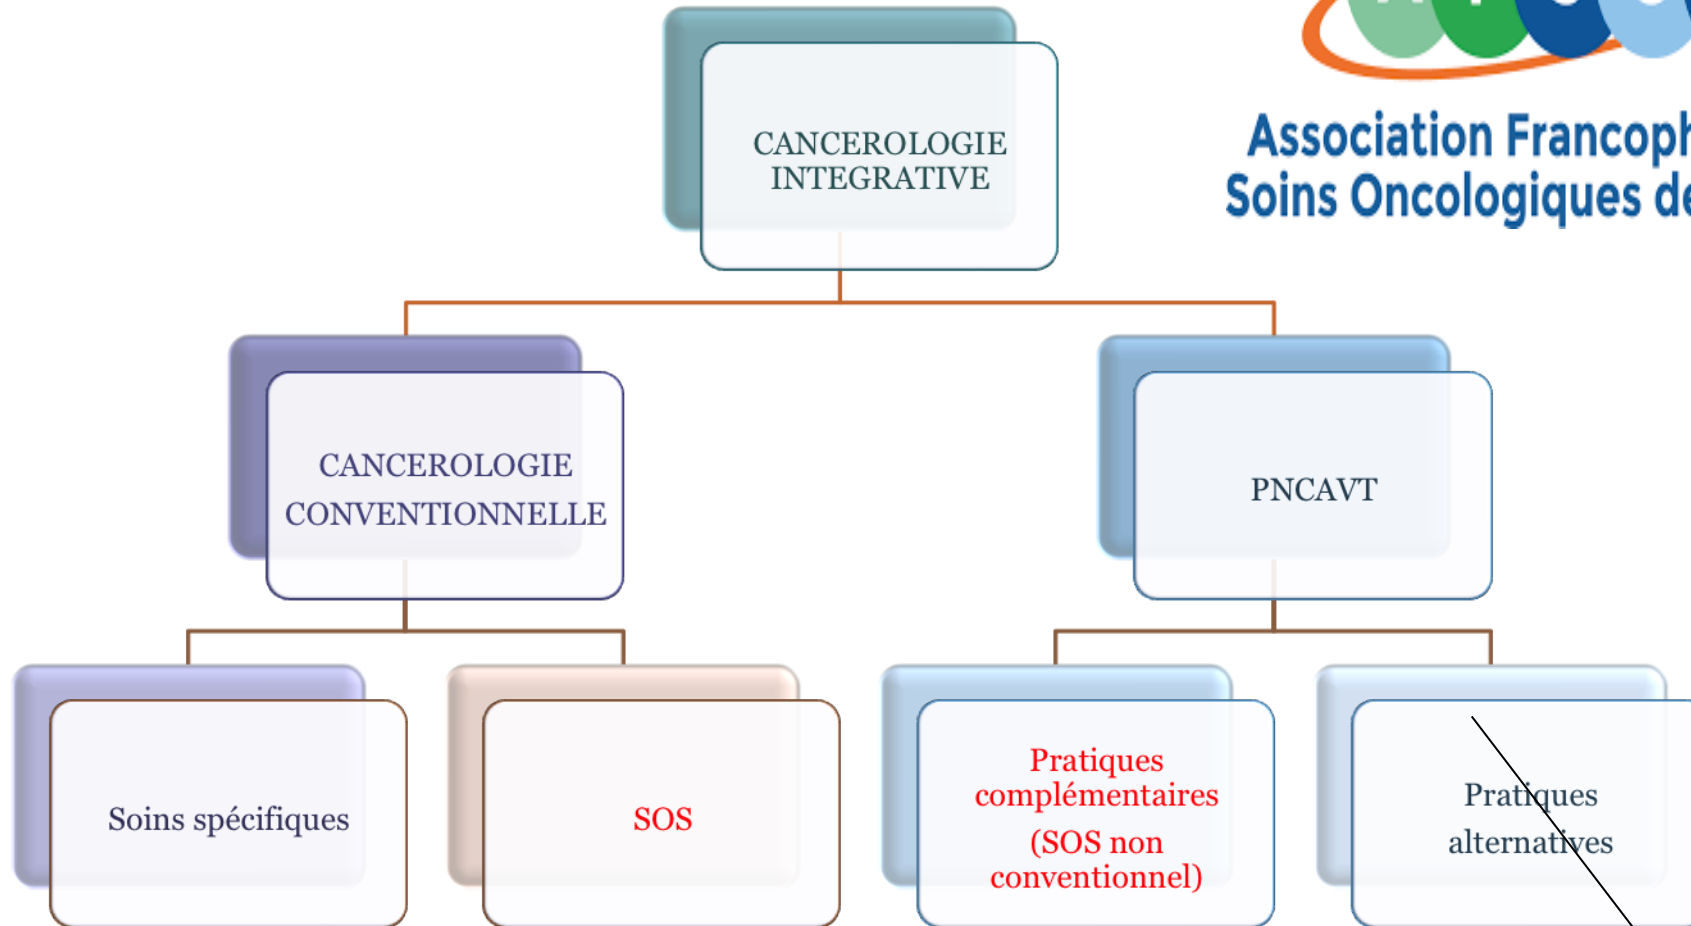 CANCEROLOGIE
INTEGRATIVE
Association Francoph
Soins Oncologiques de
CANCEROLOGIE
CONVENTIONNELLE
PNCAVT
Soins spécifiques
SOS
Pratiques
complémentaires
(SOS non
conventionnel)
Pratiques
alternatives